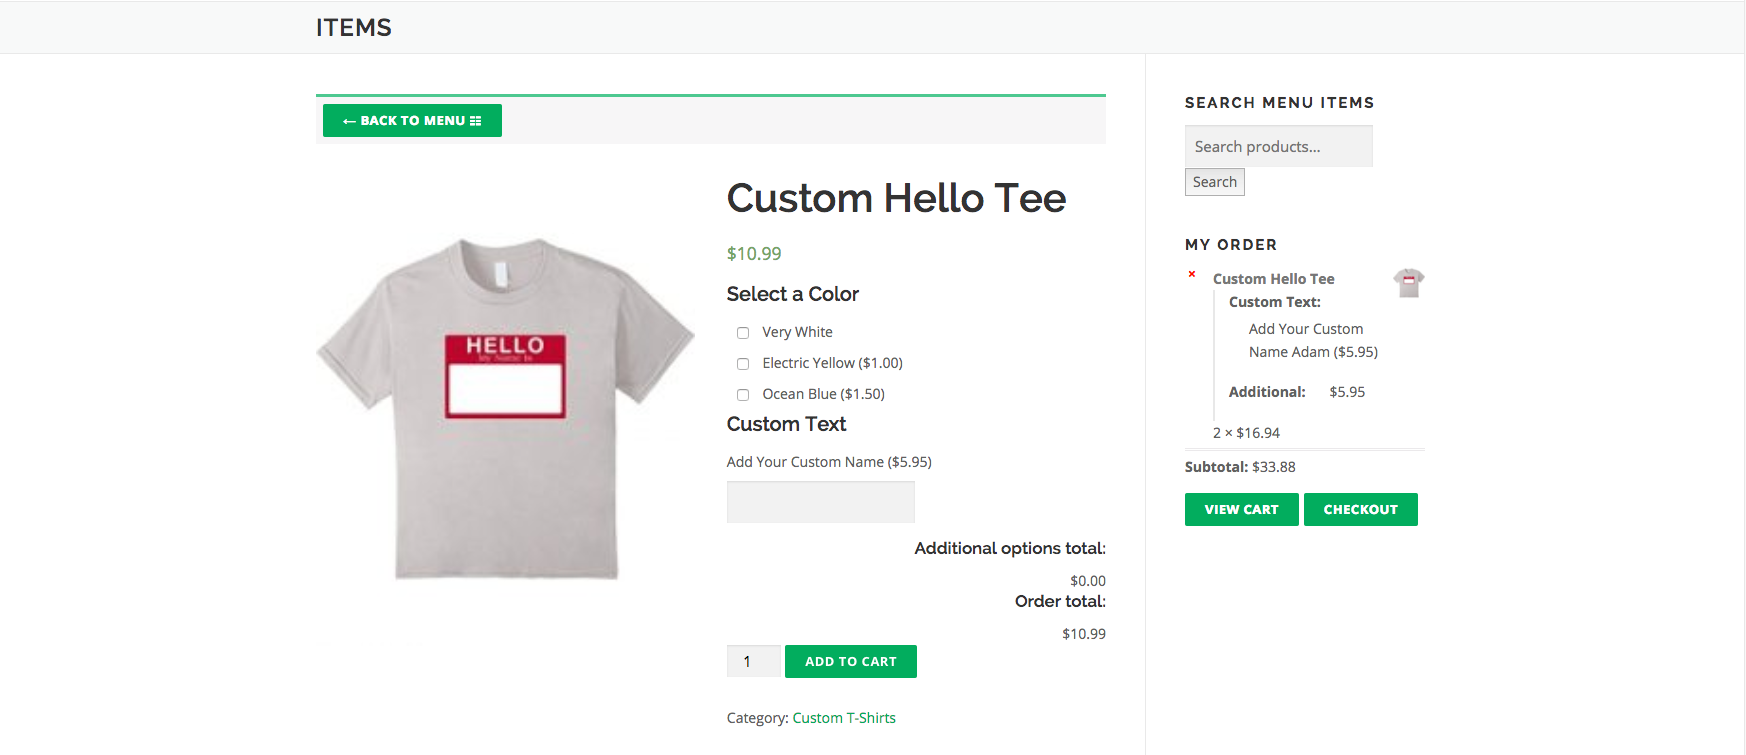 ITEMS
← BACK TO MENU
Custom Hello Tee
$10.99
Select a Color
Very White
Electric Yellow ($1.00)
Ocean Blue ($1.50)
Custom Text
Add Your Custom Name ($5.95)
Additional options total:
$0.00
Order total:
$10.99
1
ADD TO CART
Category: Custom T-Shirts
HELLO
My Name Is
SEARCH MENU ITEMS
Search products...
Search
MY ORDER
× Custom Hello Tee
Custom Text:
Add Your Custom
Name Adam ($5.95)
Additional: $5.95
2 × $16.94
Subtotal: $33.88
VIEW CART CHECKOUT